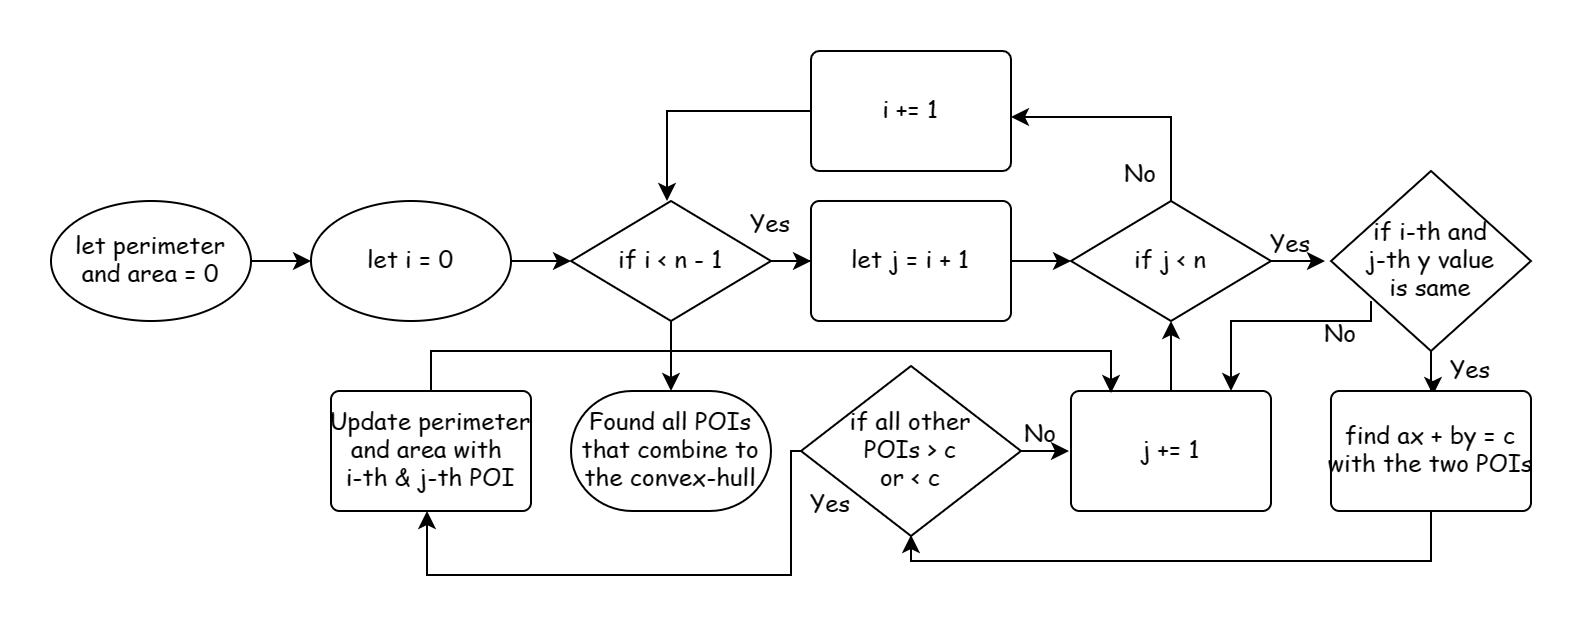 i += 1
No
let perimeter
and area = 0
let i = 0
if i < n - 1
Yes
let j = i + 1
if j < n
Yes
if i-th and
j-th y value
is same
No
Yes
Update perimeter
and area with
i-th & j-th POI
Found all POIs
that combine to
the convex-hull
if all other
POIs > c
or < c
No
Yes
j += 1
find ax + by = c
with the two POIs